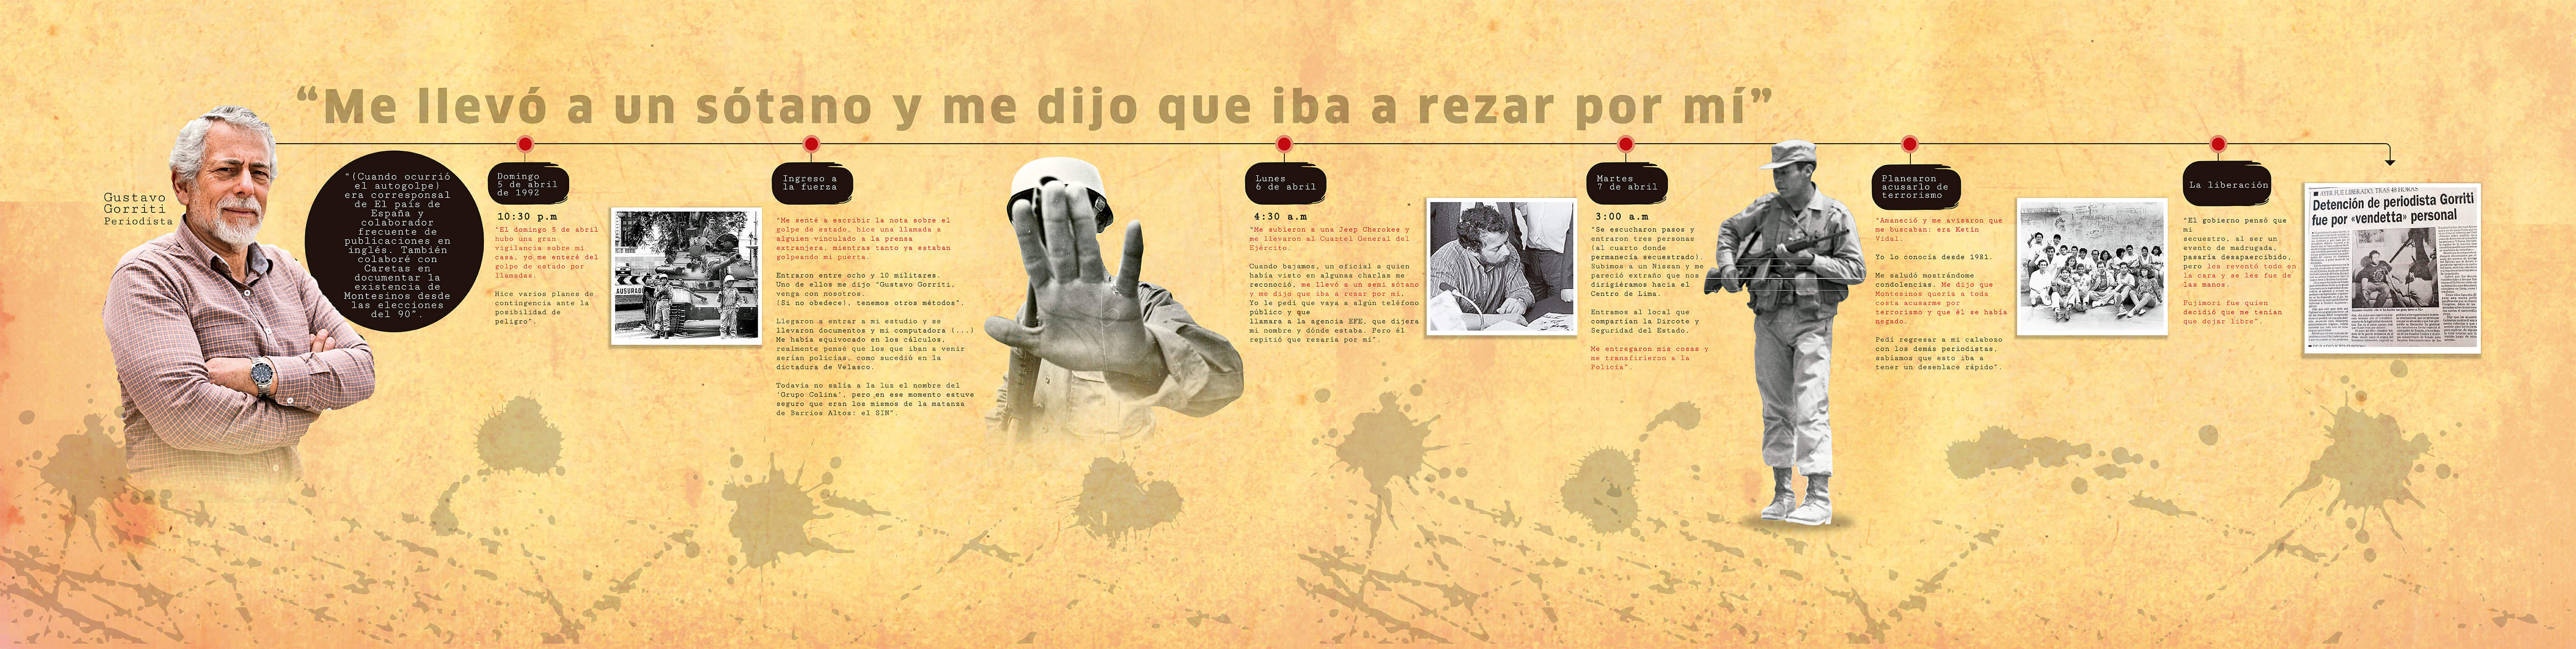 “Me llevó a un sótano y me dijo que iba a rezar por mí”
Gustavo
Gorriti
Periodista
"(Cuando ocurrió
el autogolpe)
era corresponsal
de El país de
España y
colaborador
frecuente de
publicaciones en
inglés. También
colaboré con
Caretas en
documentar la
existencia de
Montesinos desde
las elecciones
del 90".
Domingo
5 de abril
de 1992
10:30 p.m
"El domingo 5 de abril
hubo una gran
vigilancia sobre mi
casa, yo me enteré del
golpe de estado por
llamadas.
Hice varios planes de
contingencia ante la
posibilidad de
peligro".
AUSURADO
Ingreso a
la fuerza
"Me senté a escribir la nota sobre el
golpe de estado, hice una llamada a
alguien vinculado a la prensa
extranjera, mientras tanto ya estaban
golpeando mi puerta.
Entraron entre ocho y 10 militares.
Uno de ellos me dijo "Gustavo Gorriti,
venga con nosotros.
(Si no obedece), tenemos otros métodos".
Llegaron a entrar a mi estudio y se
llevaron documentos y mi computadora (...)
Me había equivocado en los cálculos,
realmente pensé que los que iban a venir
serían policías, como sucedió en la
dictadura de Velasco.
Todavía no salía a la luz el nombre del
'Grupo Colina', pero en ese momento estuve
seguro que eran los mismos de la matanza
de Barrios Altos: el SIN".
Lunes
6 de abril
4:30 a.m
"Me subieron a una Jeep Cherokee y
me llevaron al Cuartel General del
Ejército.
Cuando bajamos, un oficial a quien
había visto en algunas charlas me
reconoció, me llevó a un semi sótano
y me dijo que iba a rezar por mí.
Yo le pedí que vaya a algún teléfono
público y que
llamara a la agencia EFE, que dijera
mi nombre y dónde estaba. Pero él
repitió que rezaría por mí".
Martes
7 de abril
3:00 a.m
"Se escucharon pasos y
entraron tres personas
(al cuarto donde
permanecía secuestrado).
Subimos a un Nissan y me
pareció extraño que nos
dirigiéramos hacia el
Centro de Lima.
Entramos al local que
compartían la Dircote y
Seguridad del Estado.
Me entregaron mis cosas y
me transfirieron a la
Policía".
Planearon
acusarlo de
terrorismo
"Amaneció y me avisaron que
me buscaban: era Ketín
Vidal.
Yo lo conocía desde 1981.
Me saludó mostrándome
condolencias. Me dijo que
Montesinos quería a toda
costa acusarme por
terrorismo y que él se había
negado.
Pedí regresar a mi calabozo
con los demás periodistas,
sabíamos que esto iba a
tener un desenlace rápido".
La liberación
"El gobierno pensó que
mi
secuestro, al ser un
evento de madrugada,
pasaría desapercibido,
pero les reventó todo en
la cara y se les fue de
las manos.
Fujimori fue quien
decidió que me tenían
que dejar libre".
AYER FUE LIBERADO, TRAS 48 HORAS
Detención de periodista Gorriti
fue por «vendetta» personal